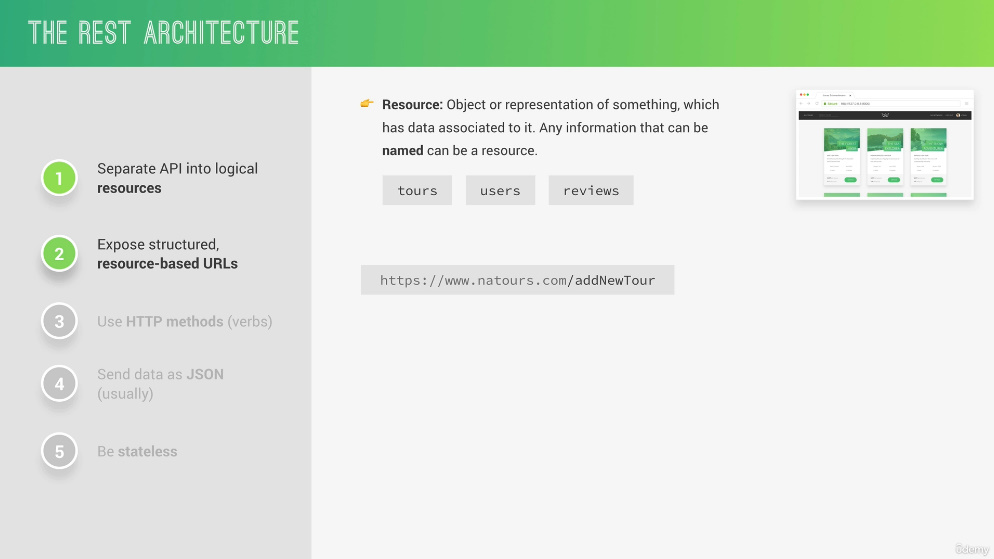 THE REST ARCHITECTURE
1
Separate API into logical
resources
2
Expose structured,
resource-based URLs
3
Use HTTP methods (verbs)
4
Send data as JSON
(usually)
5
Be stateless
Resource: Object or representation of something, which
has data associated to it. Any information that can be
named can be a resource.
tours
users
reviews
https://www.natours.com/addNewTour
ûdemy